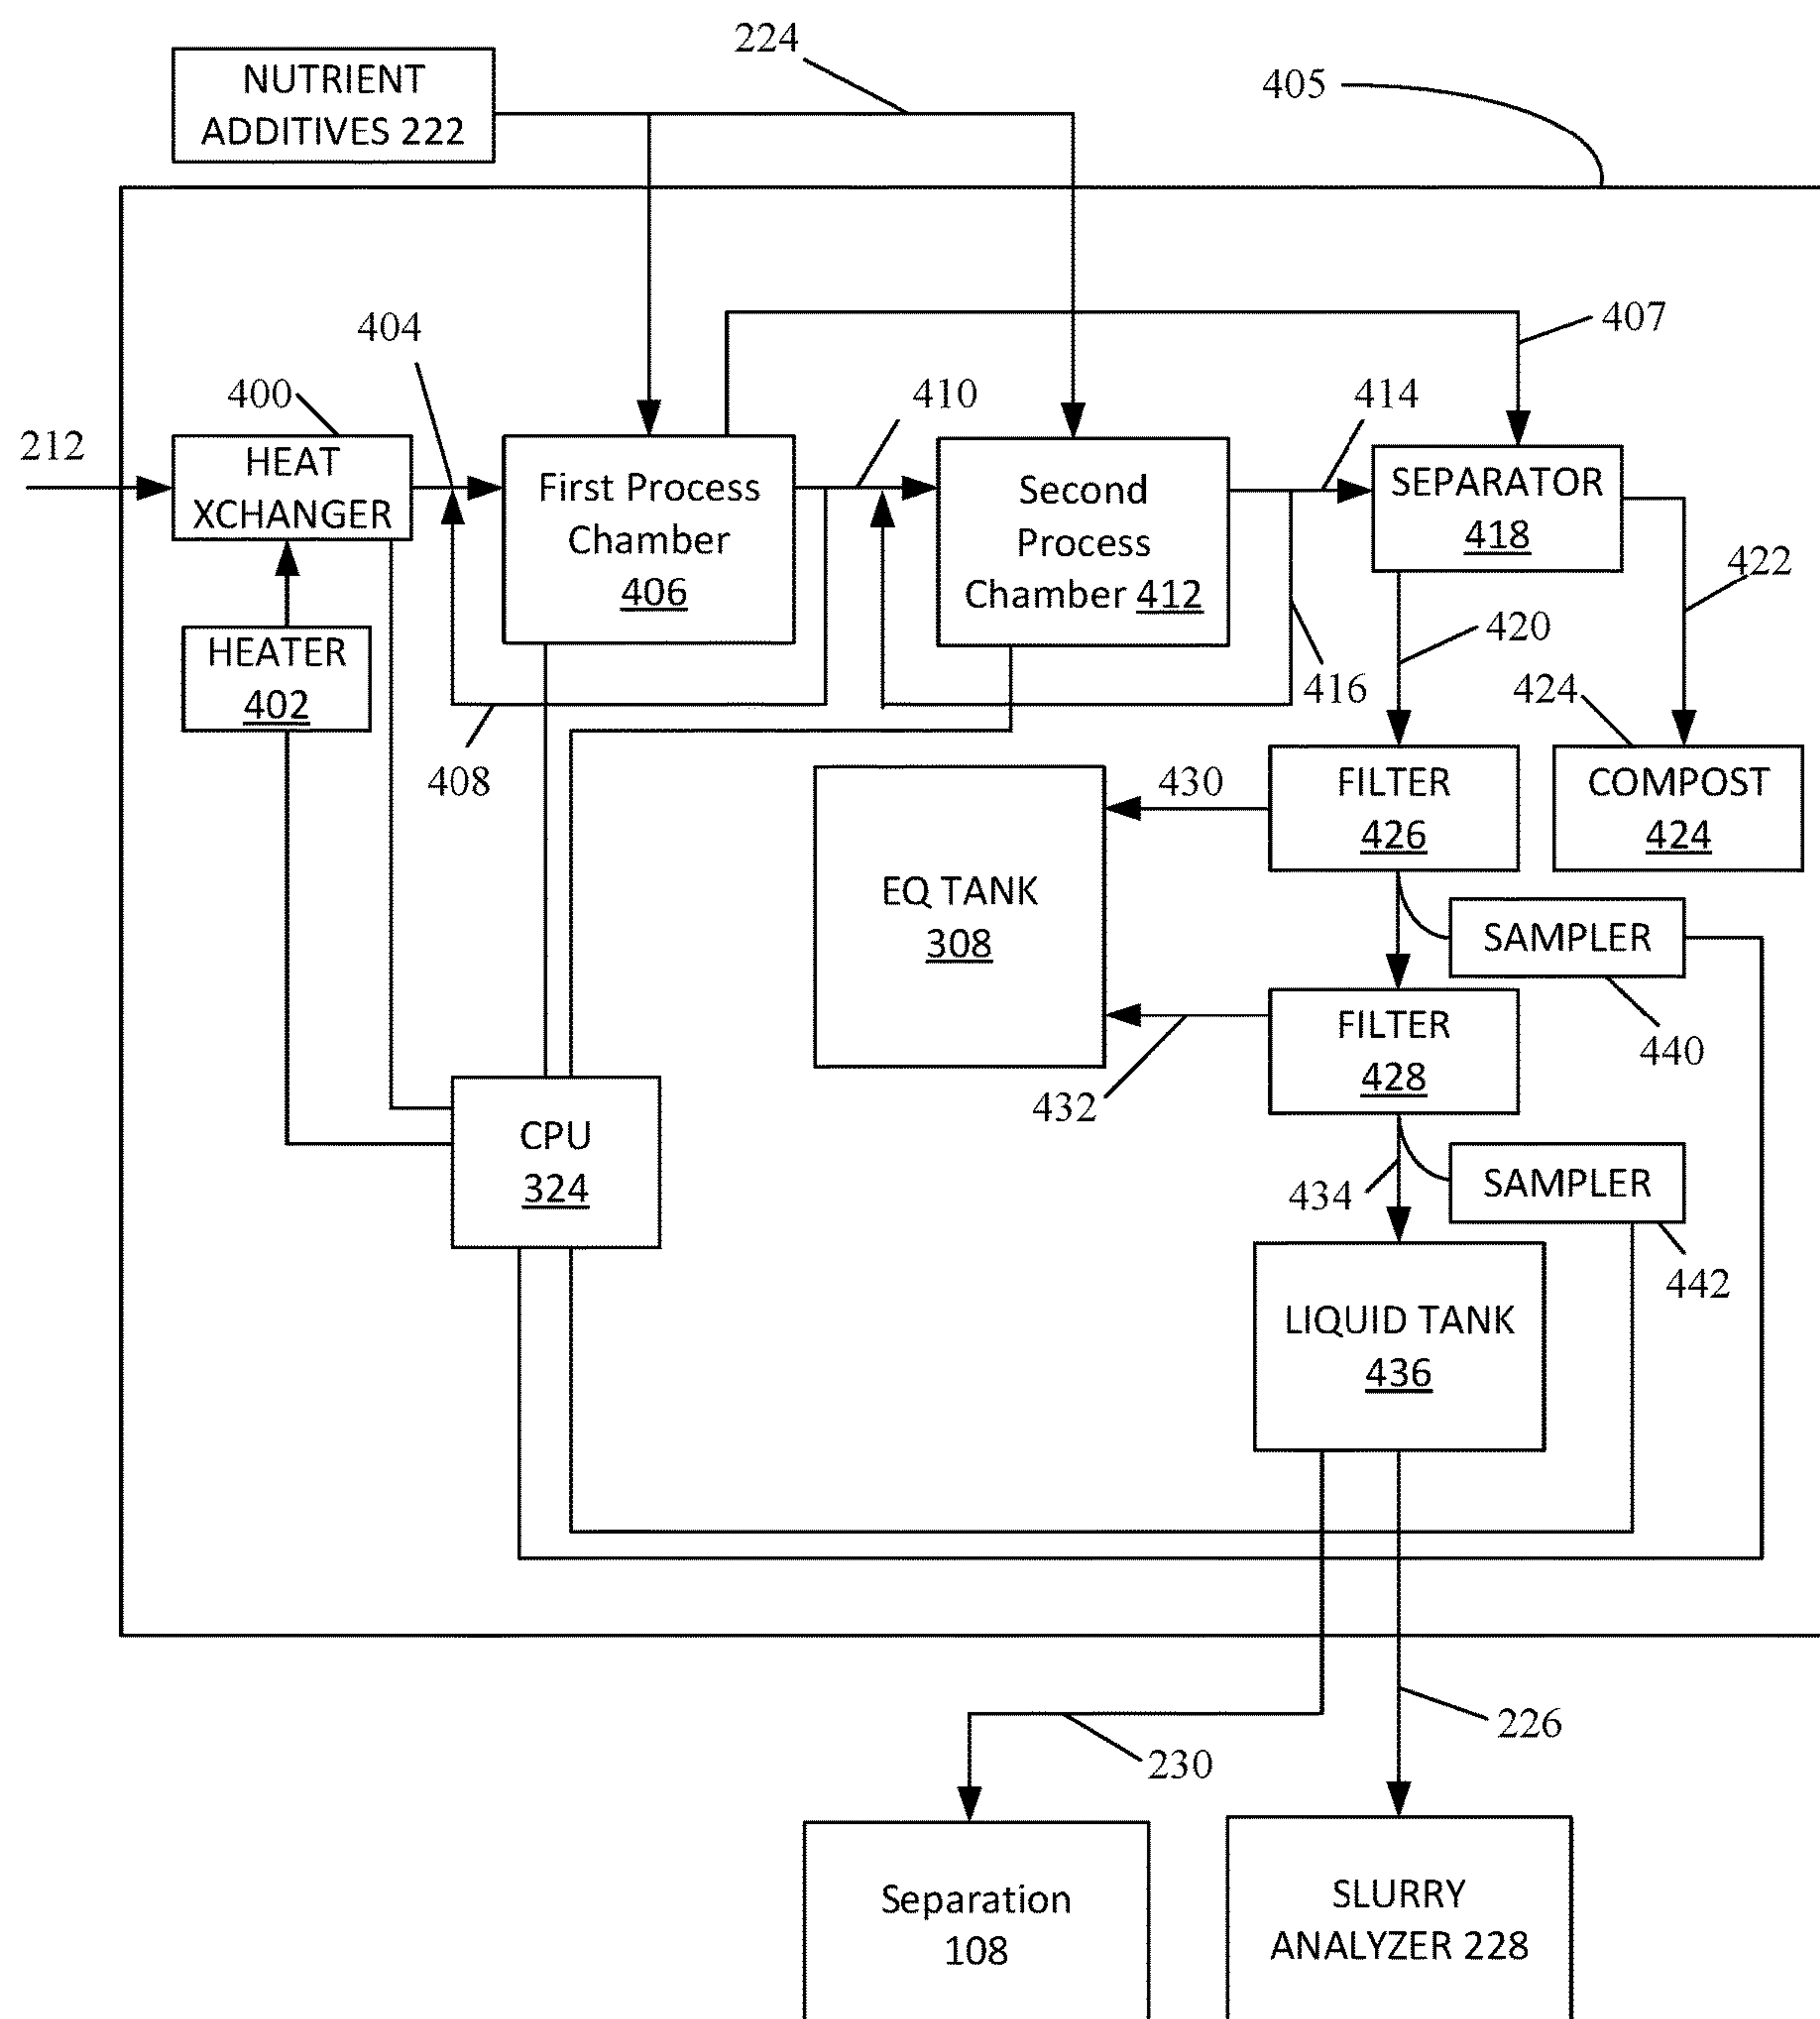 224
NUTRIENT
ADDITIVES 222
405
404
407
400
410
414
212
HEAT
XCHANGER
First Process
Chamber
406
Second
Process
Chamber 412
SEPARATOR
418
422
420
HEATER
402
416
424
408
430
FILTER
426
COMPOST
424
EQ TANK
308
SAMPLER
440
FILTER
428
432
CPU
324
434
SAMPLER
442
LIQUID TANK
436
226
230
Separation
108
SLURRY
ANALYZER 228